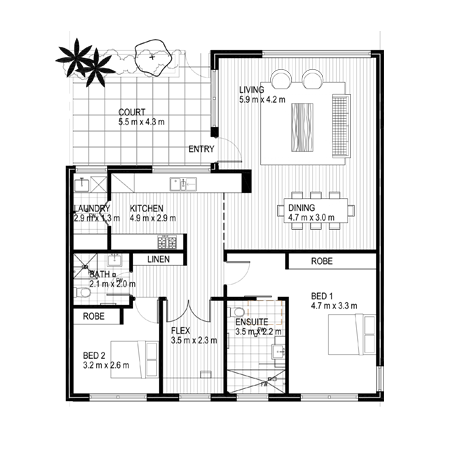 LIVING
5.9 m x 4.2 m
COURT
5.5 m x 4.3 m
ENTRY
LAUNDRY
2.9 m x 1.3 m
KITCHEN
4.9 m x 2.9 m
DINING
4.7 m x 3.0 m
LINEN
ROBE
BATH
2.1 m x 2.0 m
BED 1
4.7 m x 3.3 m
ROBE
FLEX
3.5 m x 2.3 m
ENSUITE
3.5 m x 2.2 m
BED 2
3.2 m x 2.6 m